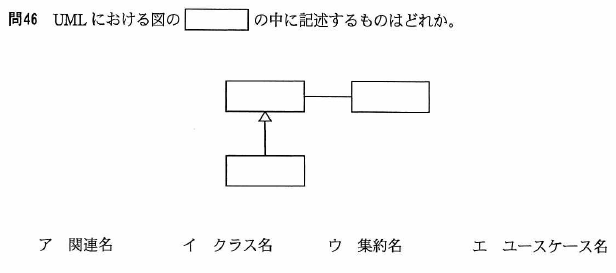 問46 UMLにおける図の の中に記述するものはどれか。
ア 関連名 イ クラス名 ウ 集約名 エ ユースケース名